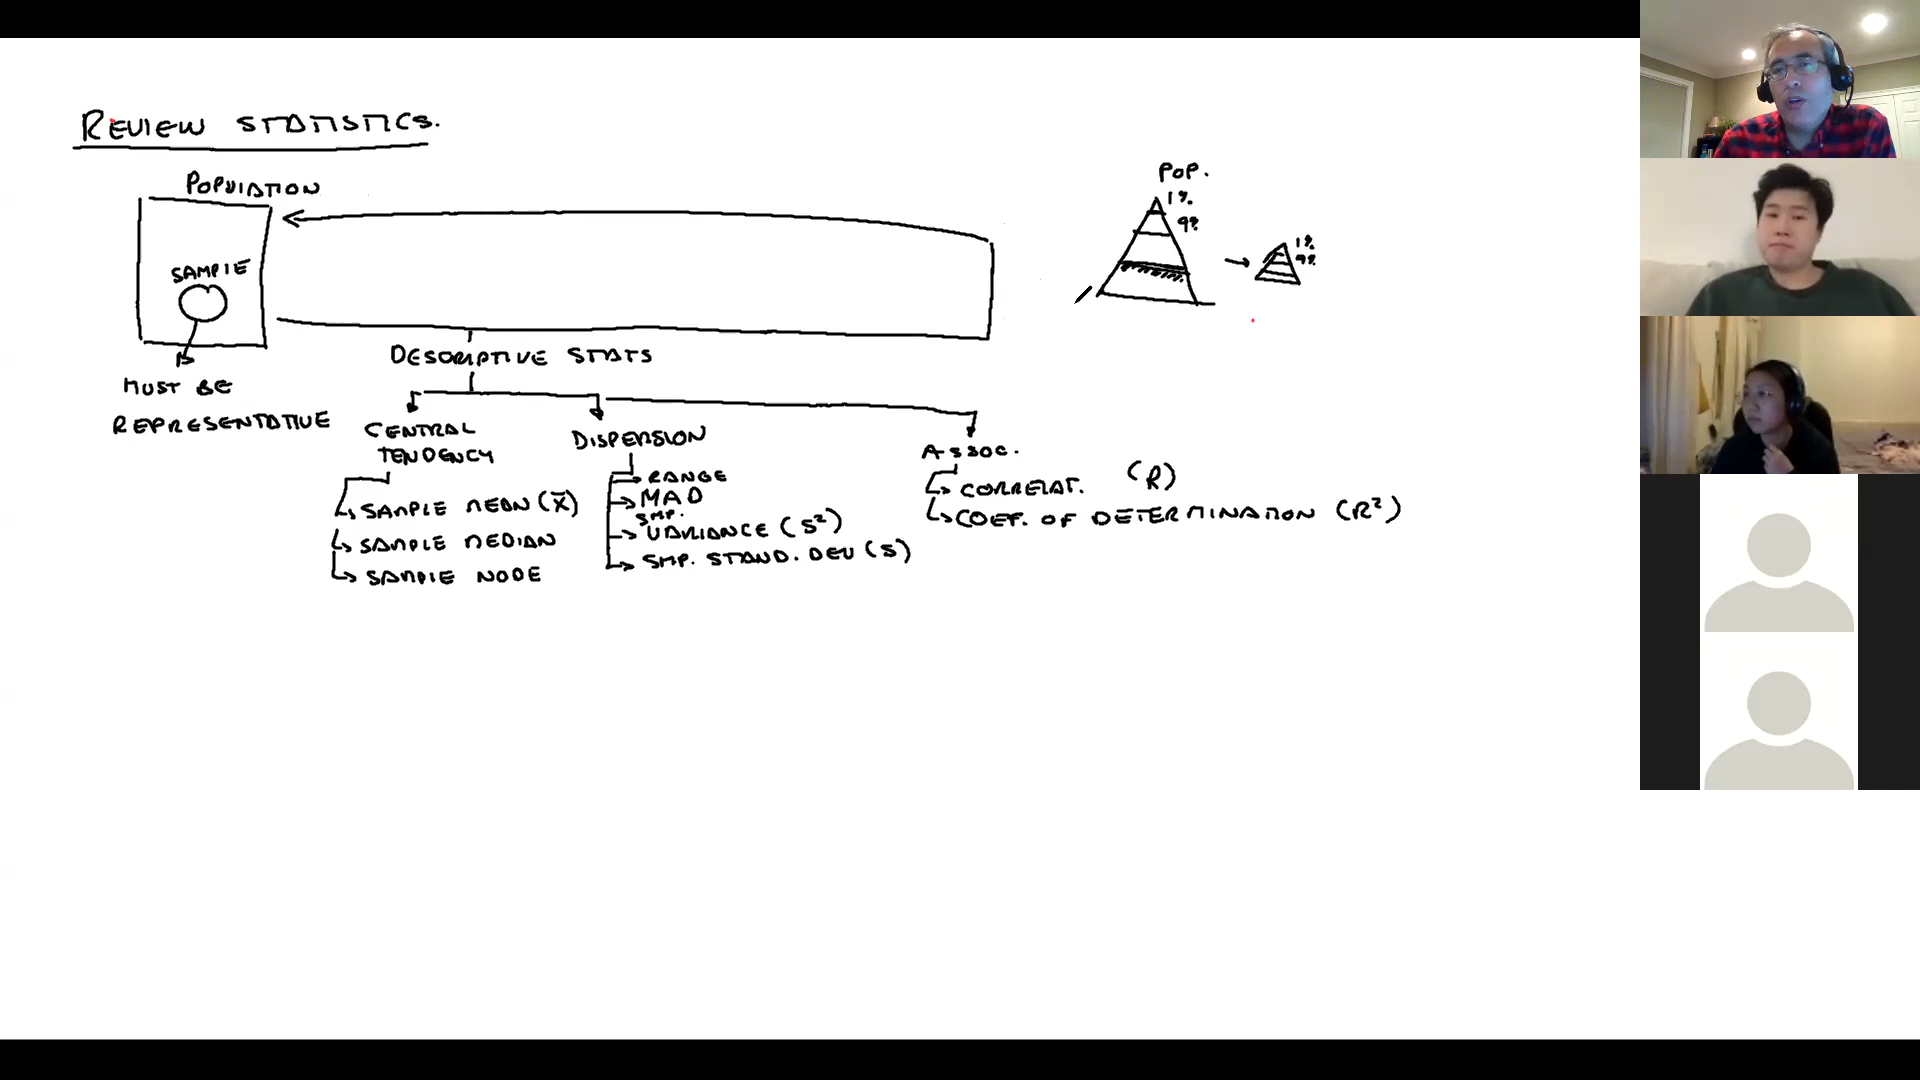 REVIEW STATISTICS.
POPULATION
SAMPLE
MUST BE
REPRESENTATIVE
DESCRIPTIVE STATS
CENTRAL
TENDENCY
SAMPLE MEAN (X̄)
SAMPLE MEDIAN
SAMPLE MODE
DISPERSION
RANGE
MAD
SMP.
VARIANCE (S²)
SMP. STAND. DEV (S)
ASSOC.
CORRELAT. (R)
COEF. OF DETERMINATION (R²)
POP.
1%
9%
1%
9%